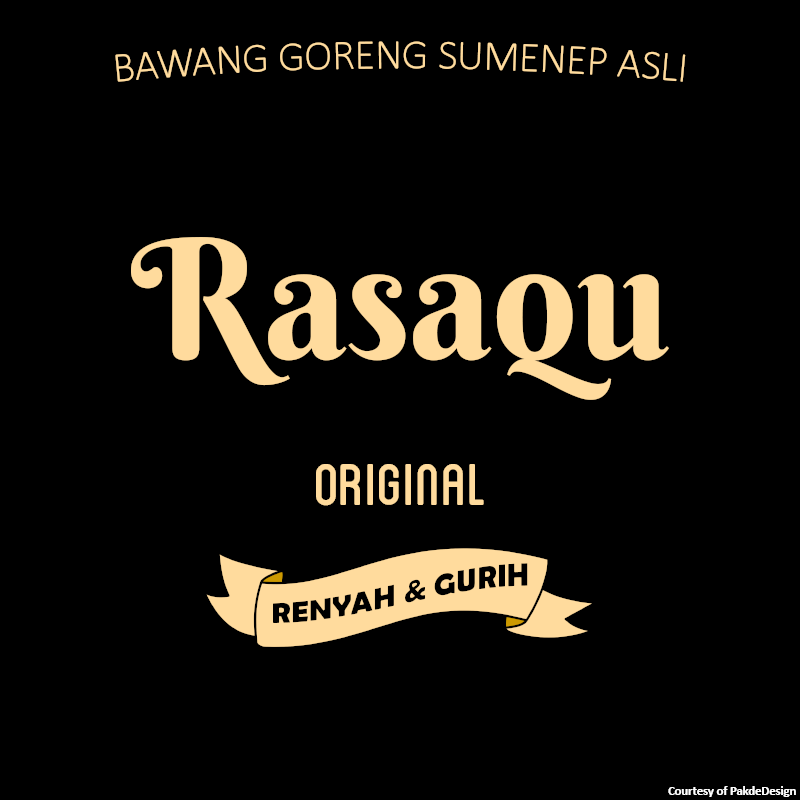 BAWANG GORENG SUMENEP ASLI
Rasaqu
ORIGINAL
RENYAH & GURIH
Courtesy of PakdeDesign